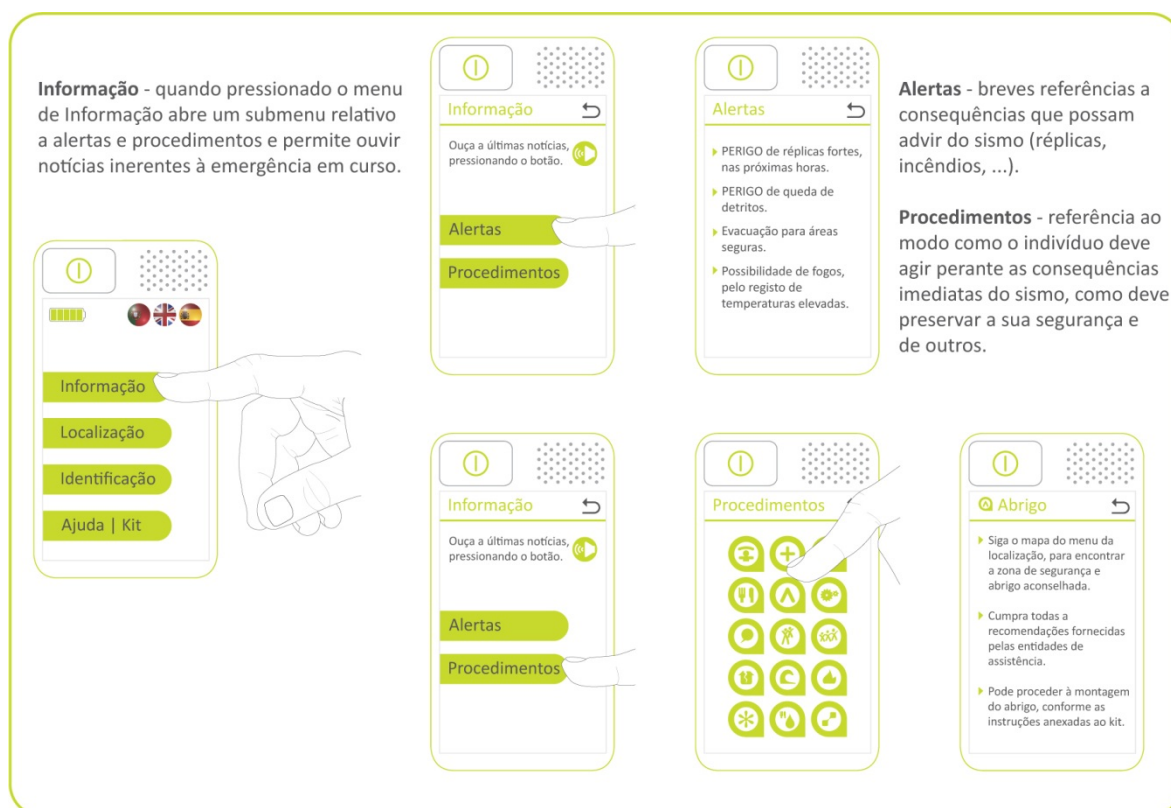 Informação - quando pressionado o menu
de Informação abre um submenu relativo
a alertas e procedimentos e permite ouvir
notícias inerentes à emergência em curso.
Informação
Localização
Identificação
Ajuda | Kit
Informação
Ouça a últimas notícias,
pressionando o botão.
Alertas
Procedimentos
Alertas
PERIGO de réplicas fortes,
nas próximas horas.
PERIGO de queda de
detritos.
Evacuação para áreas
seguras.
Possibilidade de fogos,
pelo registo de
temperaturas elevadas.
Alertas - breves referências a
consequências que possam
advir do sismo (réplicas,
incêndios, ...).
Procedimentos - referência ao
modo como o indivíduo deve
agir perante as consequências
imediatas do sismo, como deve
preservar a sua segurança e
de outros.
Informação
Ouça a últimas notícias,
pressionando o botão.
Alertas
Procedimentos
Procedimentos
Abrigo
Siga o mapa do menu da
localização, para encontrar
a zona de segurança e
abrigo aconselhada.
Cumpra todas a
recomendações fornecidas
pelas entidades de
assistência.
Pode proceder à montagem
do abrigo, conforme as
instruções anexadas ao kit.